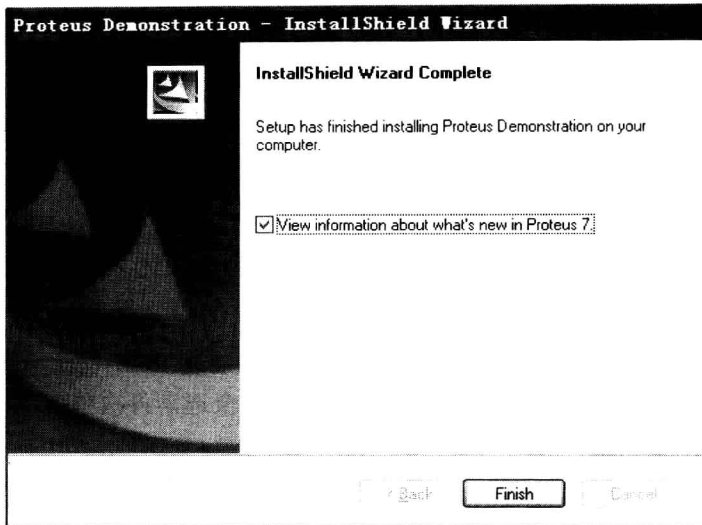 Proteus Demonstration - InstallShield Wizard
InstallShield Wizard Complete
Setup has finished installing Proteus Demonstration on your
computer.
View information about what's new in Proteus 7.
< Back
Finish
Cancel